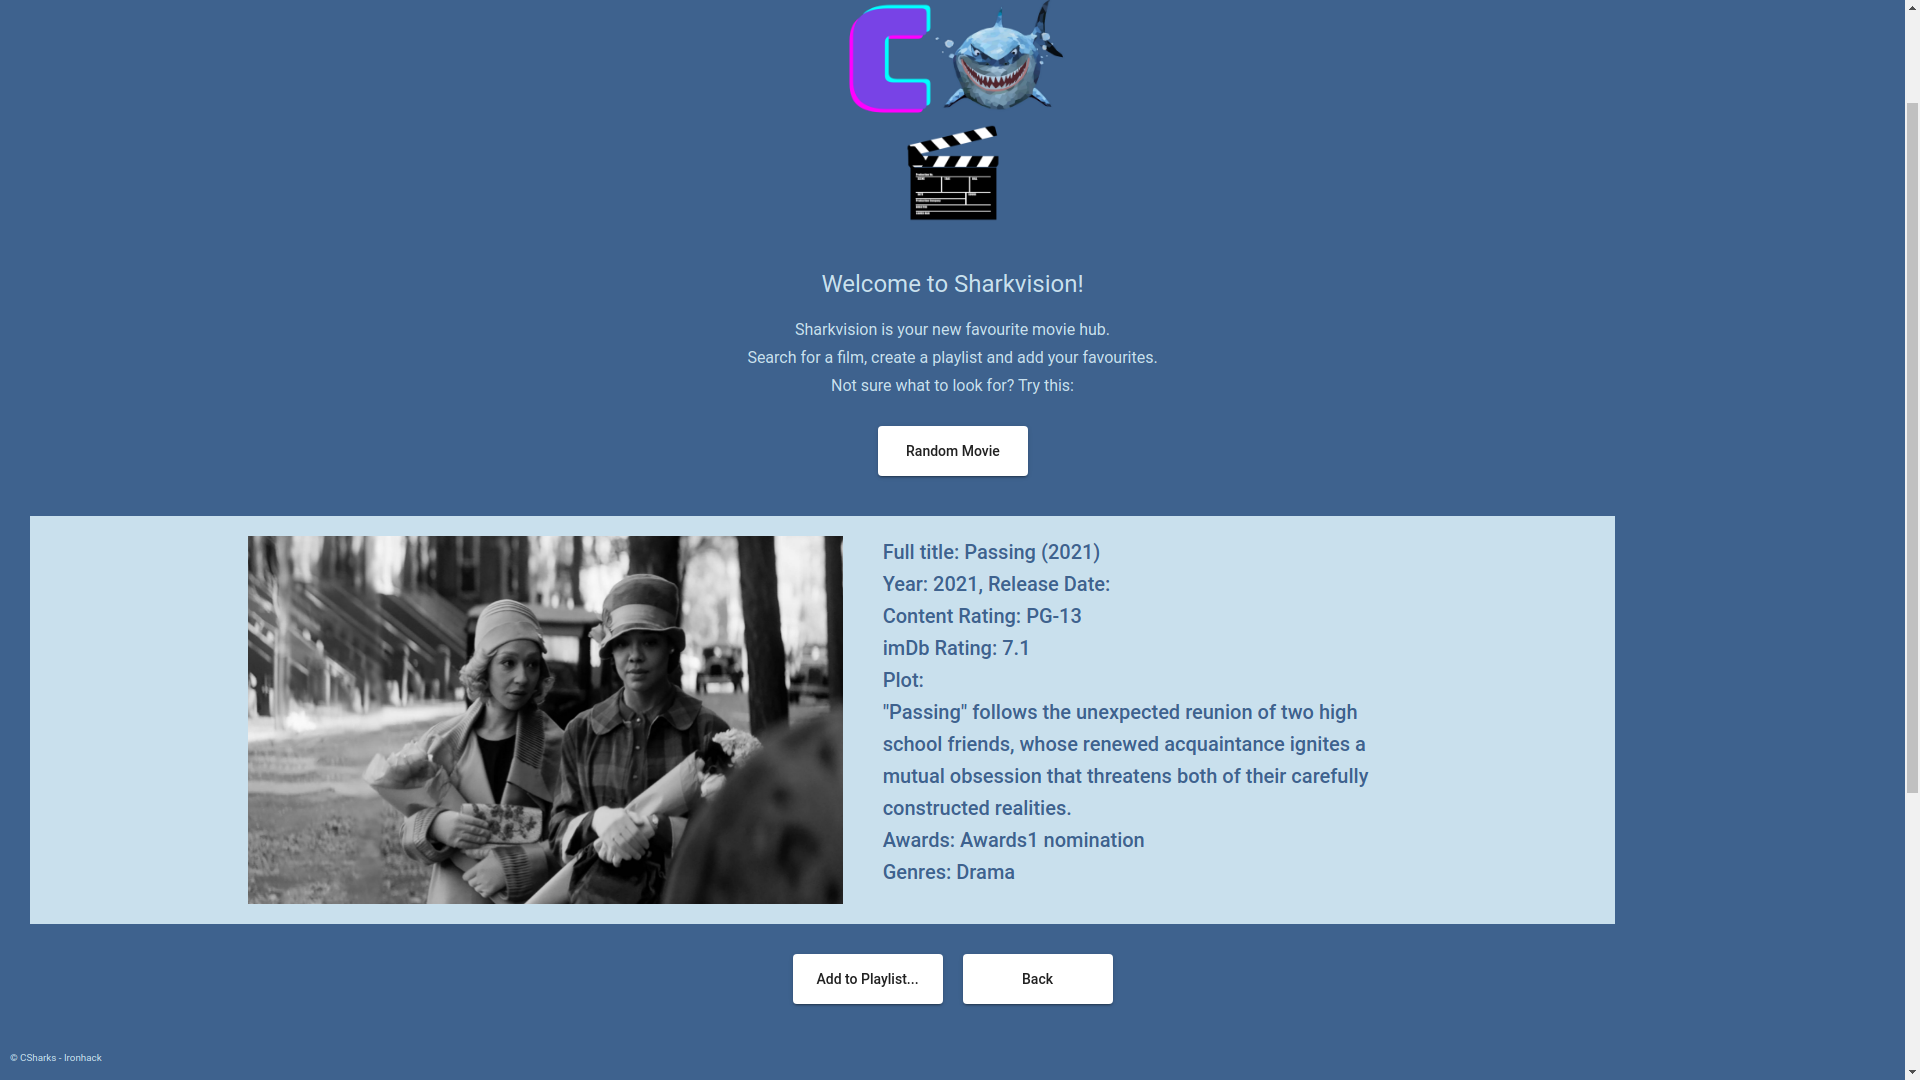 C
Welcome to Sharkvision!
Sharkvision is your new favourite movie hub.
Search for a film, create a playlist and add your favourites.
Not sure what to look for? Try this:
Random Movie
Full title: Passing (2021)
Year: 2021, Release Date:
Content Rating: PG-13
imDb Rating: 7.1
Plot:
"Passing" follows the unexpected reunion of two high
school friends, whose renewed acquaintance ignites a
mutual obsession that threatens both of their carefully
constructed realities.
Awards: Awards1 nomination
Genres: Drama
Add to Playlist...
Back
© CSharks - Ironhack